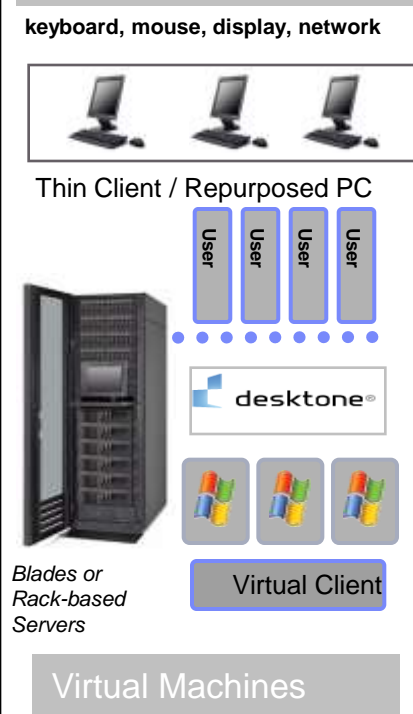 keyboard, mouse, display, network
Thin Client / Repurposed PC
User
User
User
User
desktone®
Blades or
Rack-based
Servers
Virtual Client
Virtual Machines